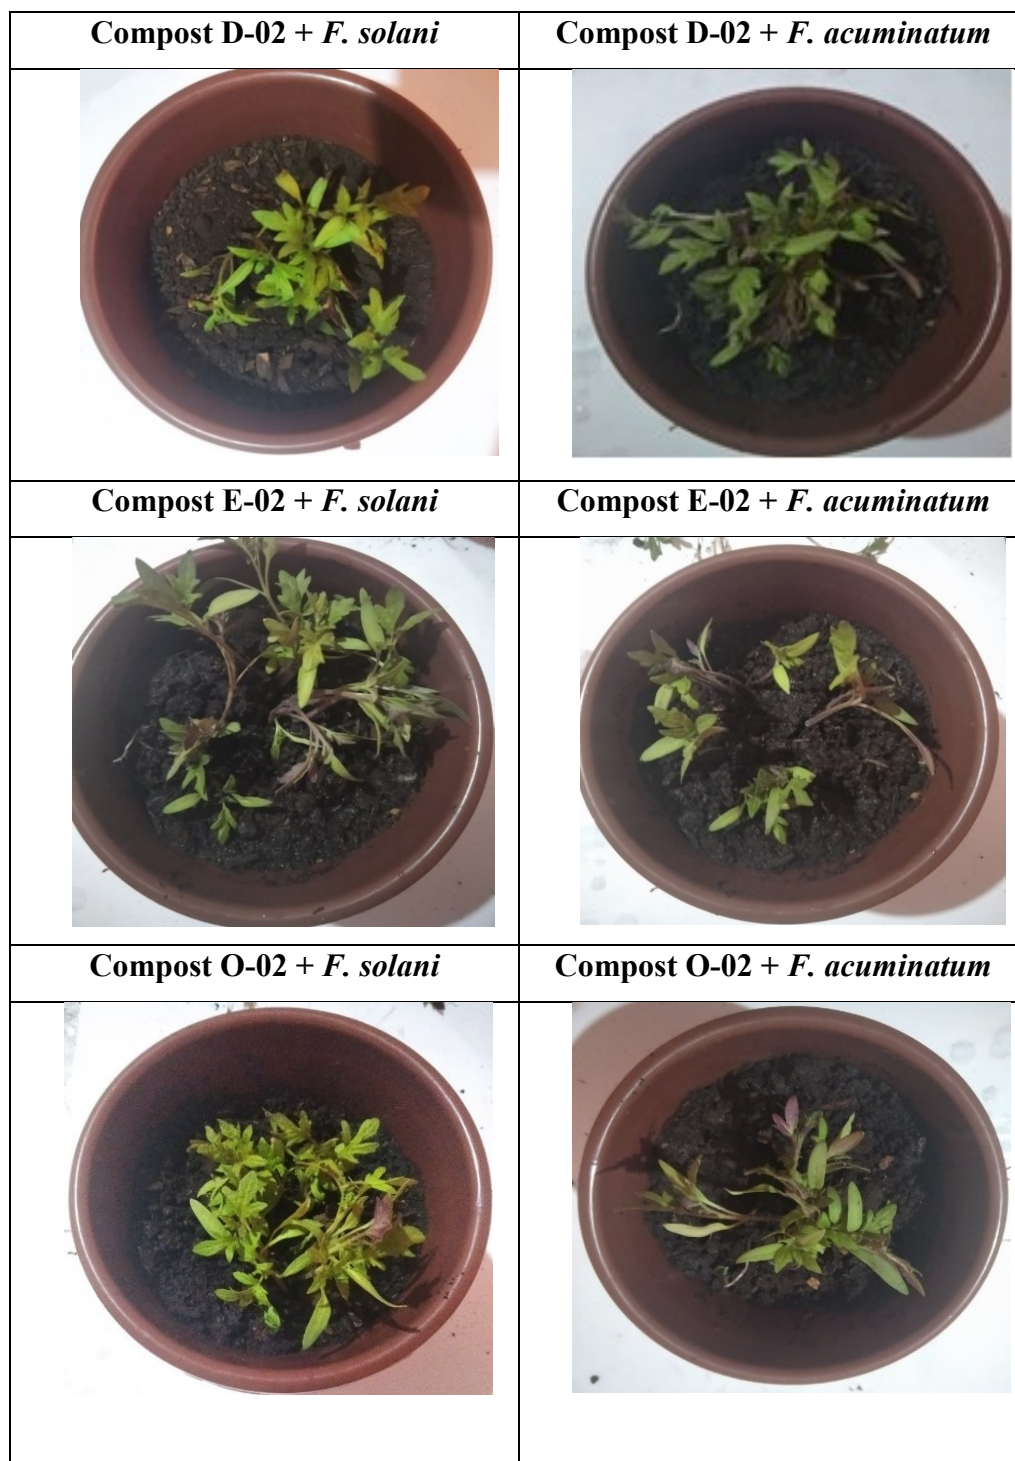 Compost D-02 + F. solani
Compost D-02 + F. acuminatum
Compost E-02 + F. solani
Compost E-02 + F. acuminatum
Compost O-02 + F. solani
Compost O-02 + F. acuminatum